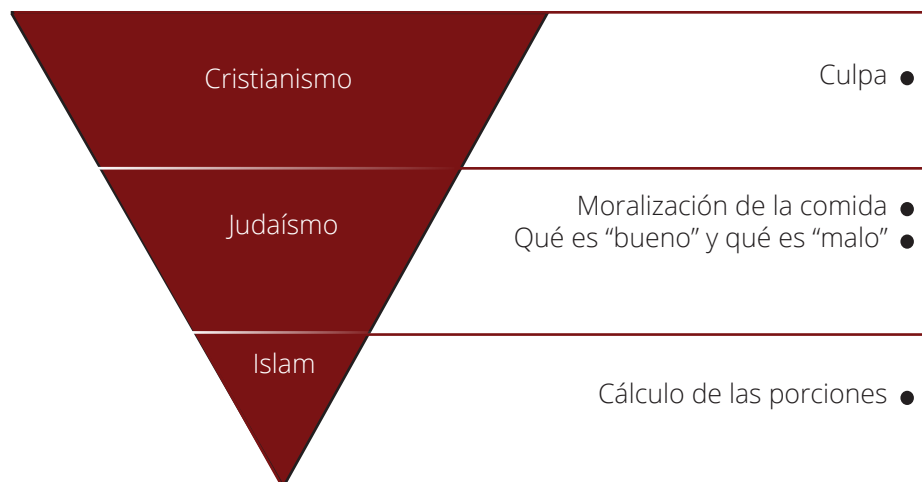 Cristianismo
Culpa ●
Judaísmo
Moralización de la comida ●
Qué es “bueno” y qué es “malo” ●
Islam
Cálculo de las porciones ●